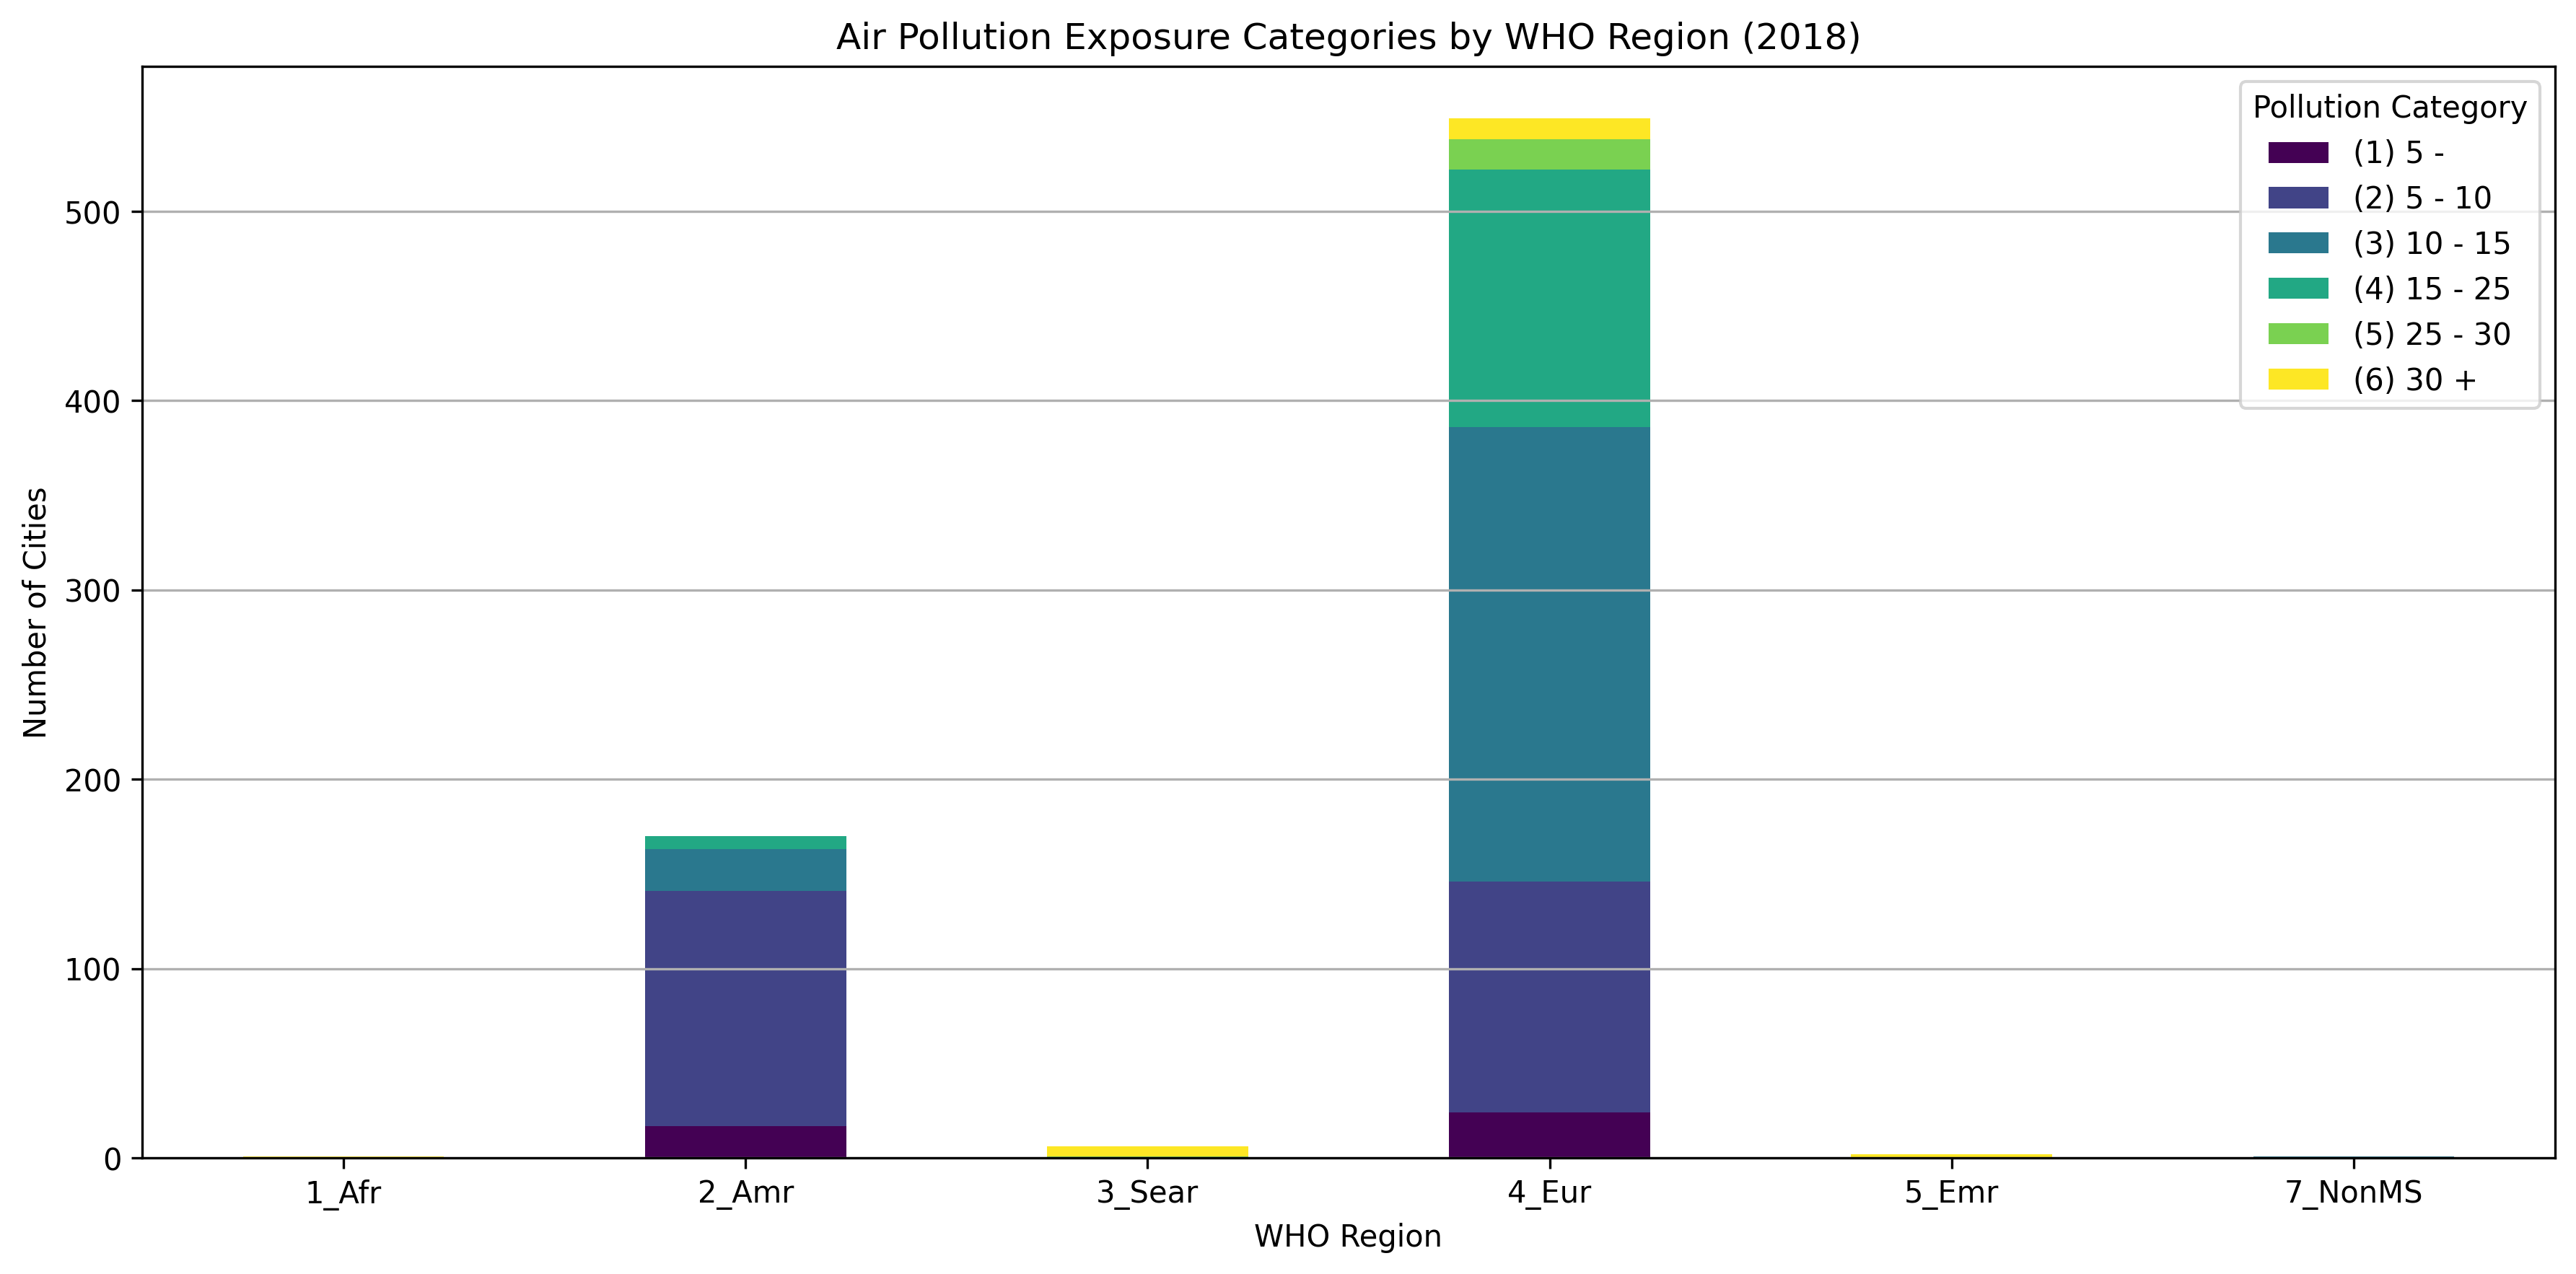 Air Pollution Exposure Categories by WHO Region (2018)
Pollution Category
(1) 5 -
(2) 5 - 10
(3) 10 - 15
(4) 15 - 25
(5) 25 - 30
(6) 30 +
Number of Cities
500
400
300
200
100
0
1_Afr
2_Amr
3_Sear
4_Eur
5_Emr
7_NonMS
WHO Region